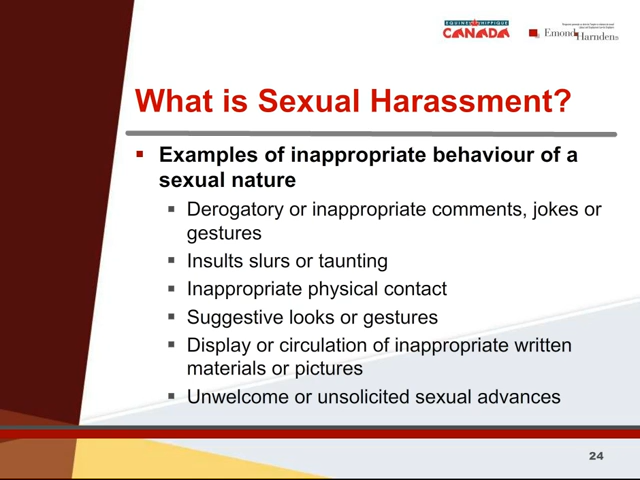 EQUINE HIPPIQUE
CANADA
Emond Harnden
What is Sexual Harassment?
Examples of inappropriate behaviour of a
sexual nature
Derogatory or inappropriate comments, jokes or
gestures
Insults slurs or taunting
Inappropriate physical contact
Suggestive looks or gestures
Display or circulation of inappropriate written
materials or pictures
Unwelcome or unsolicited sexual advances
24